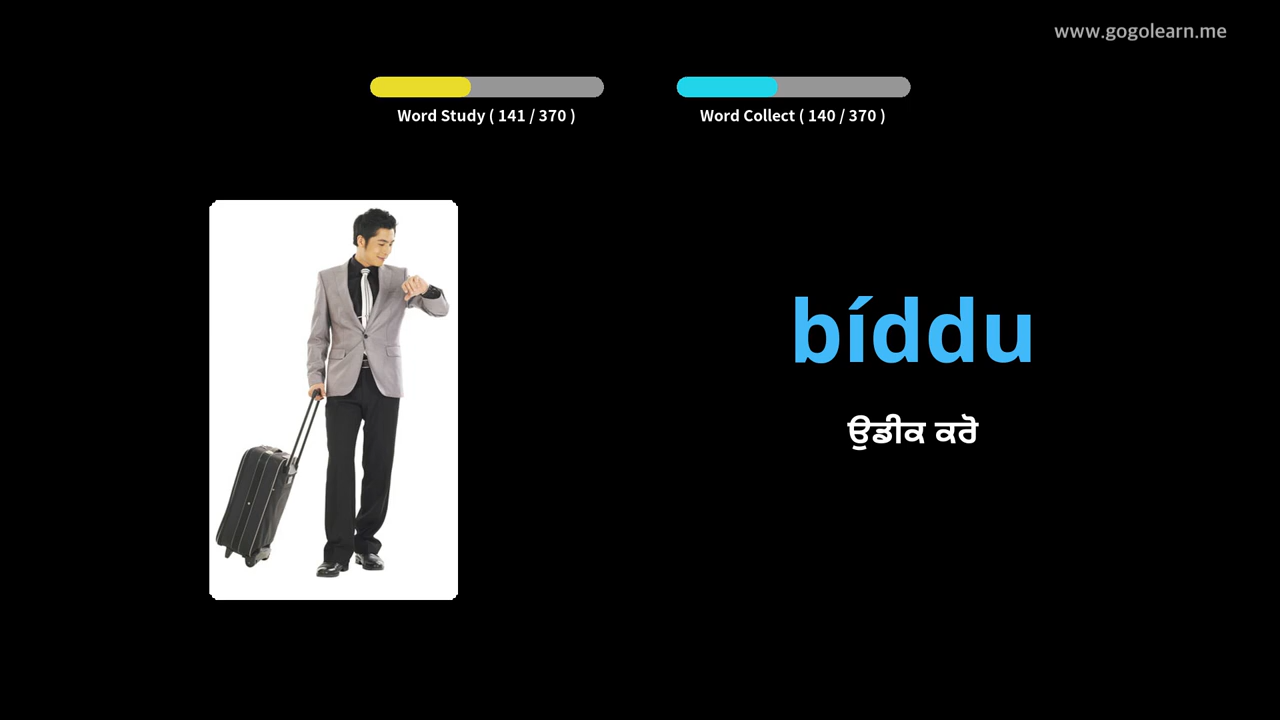 www.gogolearn.me
Word Study ( 141 / 370 )
Word Collect ( 140 / 370 )
bíddu
ਉਡੀਕ ਕਰੋ